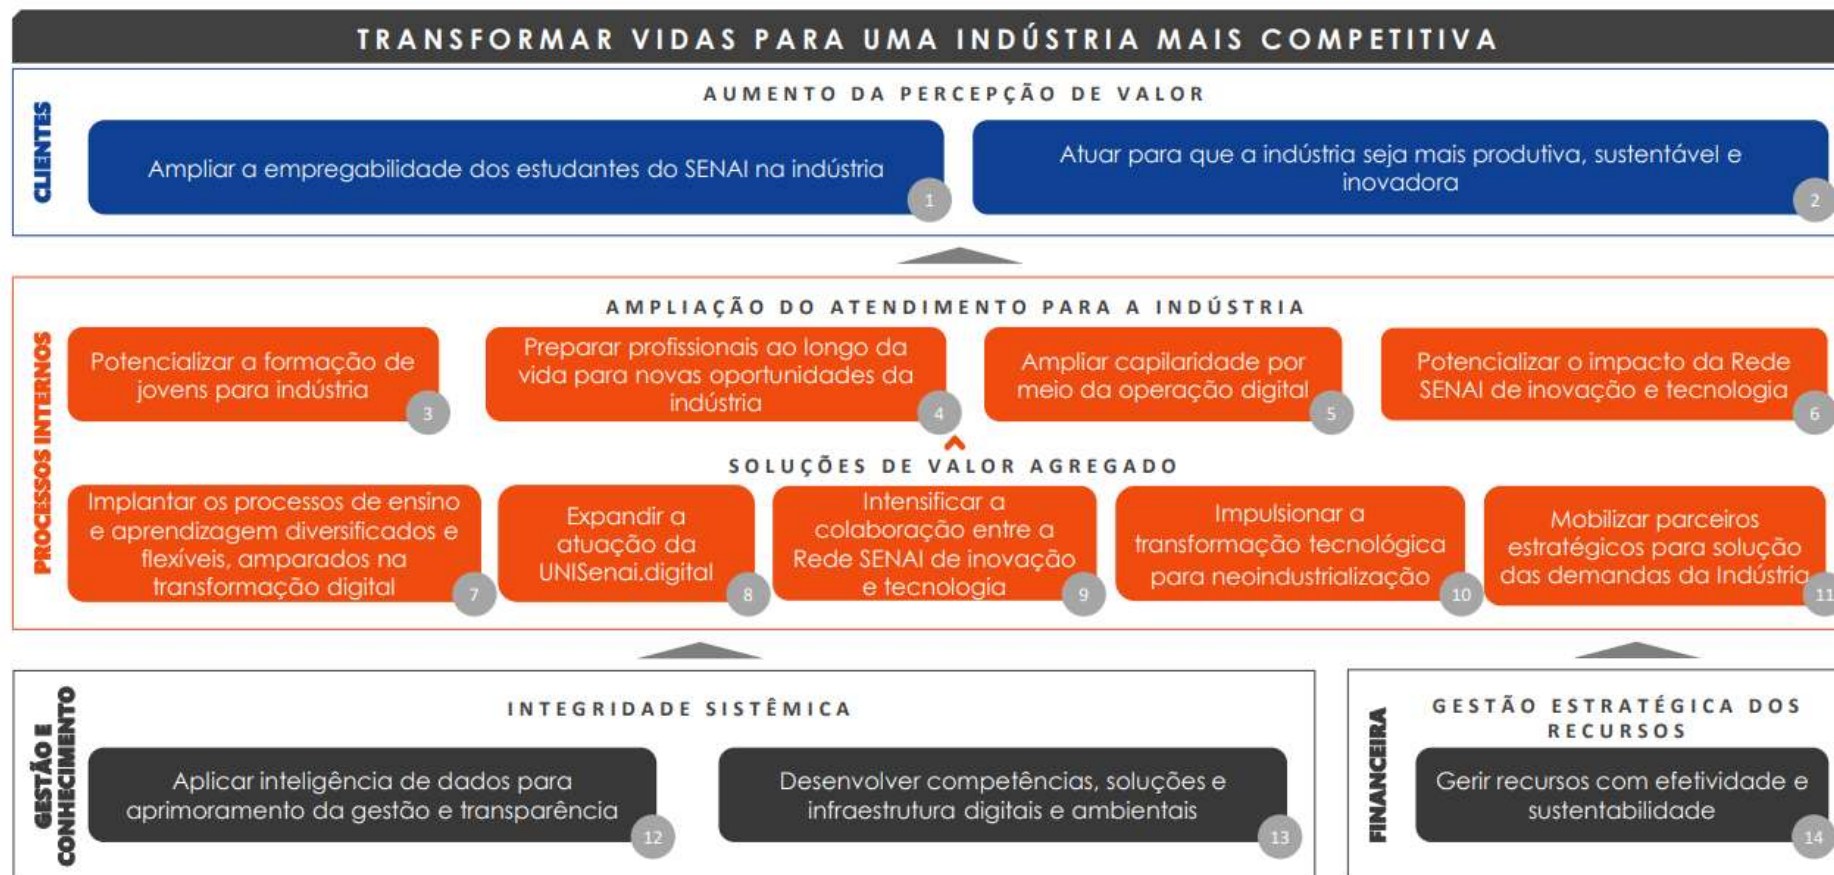 TRANSFORMAR VIDAS PARA UMA INDÚSTRIA MAIS COMPETITIVA
CLIENTES
AUMENTO DA PERCEPÇÃO DE VALOR
Ampliar a empregabilidade dos estudantes do SENAI na indústria
1
Atuar para que a indústria seja mais produtiva, sustentável e
inovadora
2
PROCESSOS INTERNOS
AMPLIAÇÃO DO ATENDIMENTO PARA A INDÚSTRIA
Potencializar a formação de
jovens para indústria
3
Preparar profissionais ao longo da
vida para novas oportunidades da
indústria
4
Ampliar capilaridade por
meio da operação digital
5
Potencializar o impacto da Rede
SENAI de inovação e tecnologia
6
SOLUÇÕES DE VALOR AGREGADO
Implantar os processos de ensino
e aprendizagem diversificados e
flexíveis, amparados na
transformação digital
7
Expandir a
atuação da
UNISenai.digital
8
Intensificar a
colaboração entre a
Rede SENAI de inovação
e tecnologia
9
Impulsionar a
transformação tecnológica
para neoindustrialização
10
Mobilizar parceiros
estratégicos para solução
das demandas da Indústria
11
GESTÃO E
CONHECIMENTO
INTEGRIDADE SISTÊMICA
Aplicar inteligência de dados para
aprimoramento da gestão e transparência
12
Desenvolver competências, soluções e
infraestrutura digitais e ambientais
13
FINANCEIRA
GESTÃO ESTRATÉGICA DOS
RECURSOS
Gerir recursos com efetividade e
sustentabilidade
14